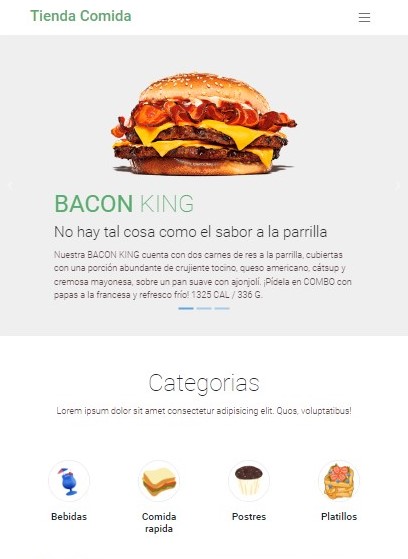 Tienda Comida
BACON KING
No hay tal cosa como el sabor a la parrilla
Nuestra BACON KING cuenta con dos carnes de res a la parrilla, cubiertas
con una porción abundante de crujiente tocino, queso americano, cátsup y
cremosa mayonesa, sobre un pan suave con ajonjolí. ¡Pídela en COMBO con
papas a la francesa y refresco frío! 1325 CAL / 336 G.
Categorias
Lorem ipsum dolor sit amet consectetur adipisicing elit. Quos, voluptatibus!
Bebidas
Comida
rapida
Postres
Platillos